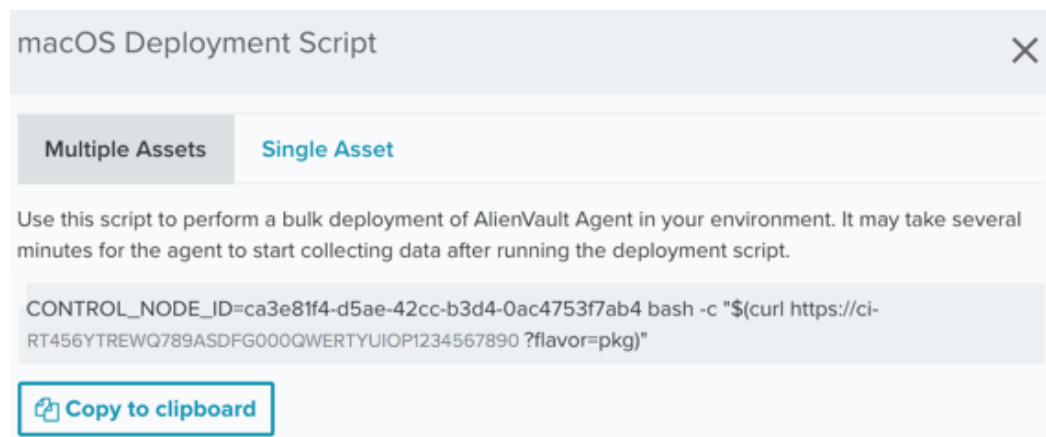 macOS Deployment Script
Multiple Assets Single Asset
Use this script to perform a bulk deployment of AlienVault Agent in your environment. It may take several
minutes for the agent to start collecting data after running the deployment script.
CONTROL_NODE_ID=ca3e81f4-d5ae-42cc-b3d4-0ac4753f7ab4 bash -c "$(curl https://ci-
RT456YTREWQ789ASDFG000QWERTYUIOP1234567890 ?flavor=pkg)"
Copy to clipboard